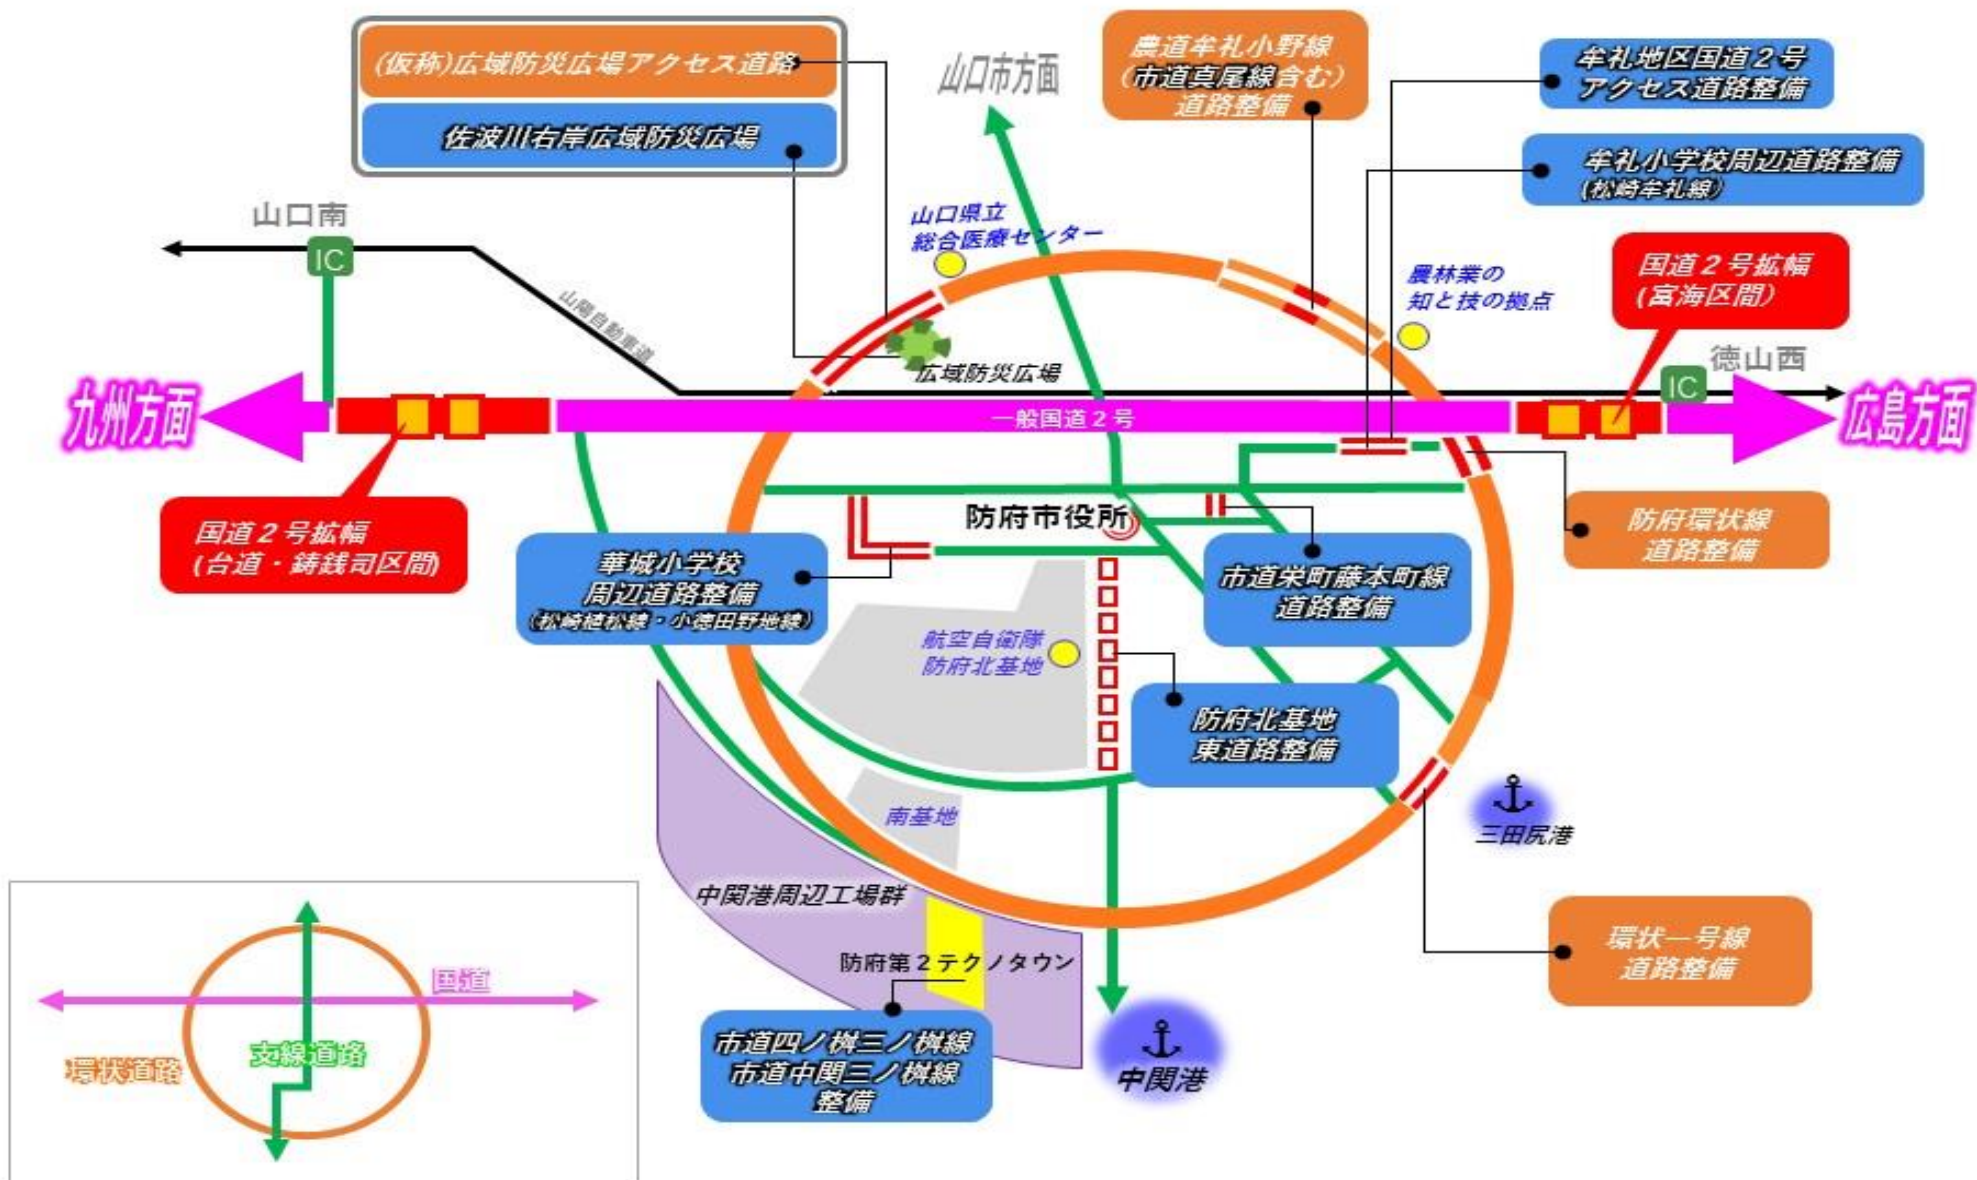 (仮称)広域防災広場アクセス道路
佐波川右岸広域防災広場
山口市方面
農道牟礼小野線
(市道真尾線含む)
道路整備
牟礼地区国道2号
アクセス道路整備
牟礼小学校周辺道路整備
(松崎牟礼線)
山口南
IC
山陽自動車道
山口県立
総合医療センター
農林業の
知と技の拠点
国道2号拡幅
(富海区間)
徳山西
IC
広域防災広場
九州方面
一般国道2号
広島方面
国道2号拡幅
(台道・鋳銭司区間)
防府市役所
防府環状線
道路整備
華城小学校
周辺道路整備
(松崎植松線・小徳田野地線)
市道栄町藤本町線
道路整備
航空自衛隊
防府北基地
防府北基地
東道路整備
南基地
三田尻港
中関港周辺工場群
防府第2テクノタウン
環状一号線
道路整備
市道四ノ桝三ノ桝線
市道中関三ノ桝線
整備
中関港
国道
支線道路
環状道路